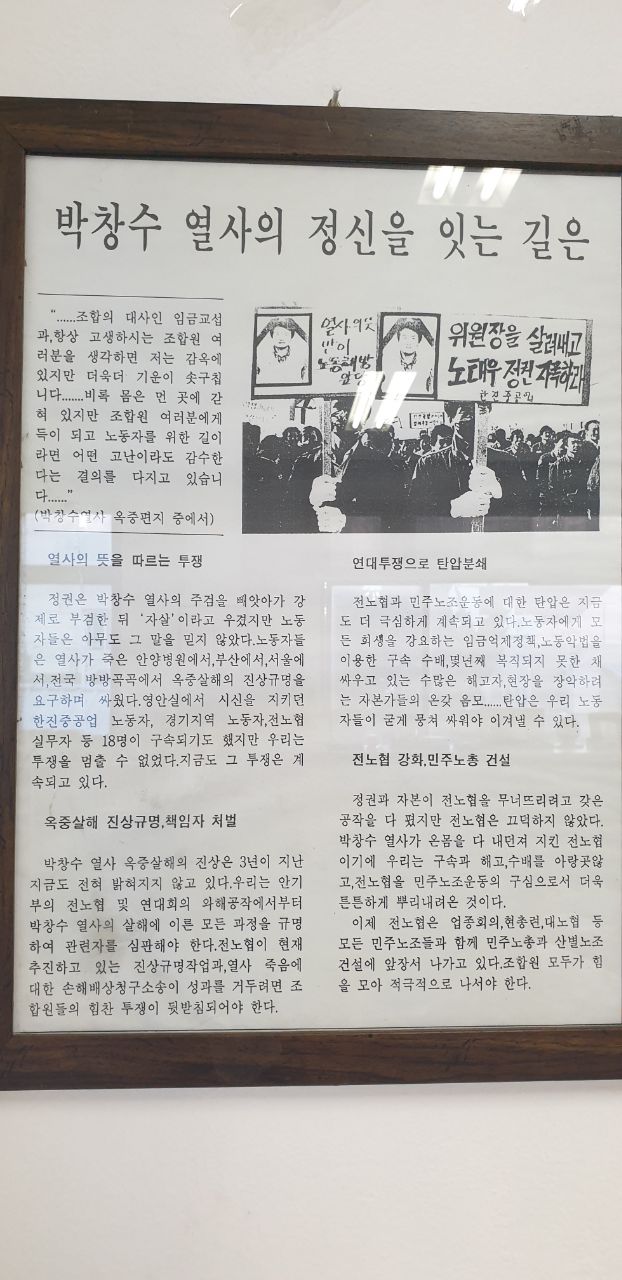 박창수 열사의 정신을 잇는 길은
“......조합의 대사인 임금교섭
과,항상 고생하시는 조합원 여
러분을 생각하면 저는 감옥에
있지만 더욱더 기운이 솟구칩
니다.......비록 몸은 먼 곳에 갇
혀 있지만 조합원 여러분에게
득이 되고 노동자를 위한 길이
라면 어떤 고난이라도 감수한
다는 결의를 다지고 있습니
다......”
(박창수열사 옥중편지 중에서)
열사의 뜻
받아
노동해방
앞당
위원장을 살려내고
노태우 정권 자폭하라
한진중공업
열사의 뜻을 따르는 투쟁
정권은 박창수 열사의 주검을 삐앗아가 강
제로 부검한 뒤 ‘자살’이라고 우겼지만 노동
자들은 아무도 그 말을 믿지 않았다.노동자들
은 열사가 죽은 안양병원에서,부산에서,서울에
서,전국 방방곡곡에서 옥중살해의 진상규명을
요구하며 싸웠다.영안실에서 시신을 지키던
한진중공업 노동자, 경기지역 노동자,전노협
실무자 등 18명이 구속되기도 했지만 우리는
투쟁을 멈출 수 없었다.지금도 그 투쟁은 계
속되고 있다.
옥중살해 진상규명,책임자 처벌
박창수 열사 옥중살해의 진상은 3년이 지난
지금도 전혀 밝혀지지 않고 있다.우리는 안기
부의 전노협 및 연대회의 와해공작에서부터
박창수 열사의 살해에 이른 모든 과정을 규명
하여 관련자를 심판해야 한다.전노협이 현재
추진하고 있는 진상규명작업과,열사 죽음에
대한 손해배상청구소송이 성과를 거두려면 조
합원들의 힘찬 투쟁이 뒷받침되어야 한다.
연대투쟁으로 탄압분쇄
전노협과 민주노조운동에 대한 탄압은 지금
도 더 극심하게 계속되고 있다.노동자에게 모
든 희생을 강요하는 임금억제정책,노동악법을
이용한 구속 수배,몇년째 복직되지 못한 채
싸우고 있는 수많은 해고자,현장을 장악하려
는 자본가들의 온갖 음모......탄압은 우리 노동
자들이 굳게 뭉쳐 싸워야 이겨낼 수 있다.
전노협 강화,민주노총 건설
정권과 자본이 전노협을 무너뜨리려고 갖은
공작을 다 폈지만 전노협은 끄덕하지 않았다.
박창수 열사가 온몸을 다 내던져 지킨 전노협
이기에 우리는 구속과 해고,수배를 아랑곳않
고,전노협을 민주노조운동의 구심으로서 더욱
튼튼하게 뿌리내려온 것이다.
이제 전노협은 업종회의,현총련,대노협 등
모든 민주노조들과 함께 민주노총과 산별노조
건설에 앞장서 나가고 있다.조합원 모두가 힘
을 모아 적극적으로 나서야 한다.